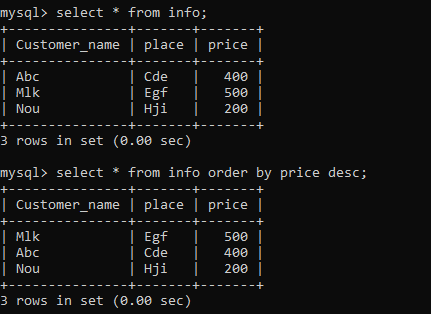 mysql> select * from info;
+---------------+-------+-------+
| Customer_name | place | price |
+---------------+-------+-------+
| Abc           | Cde   |   400 |
| Mlk           | Egf   |   500 |
| Nou           | Hji   |   200 |
+---------------+-------+-------+
3 rows in set (0.00 sec)

mysql> select * from info order by price desc;
+---------------+-------+-------+
| Customer_name | place | price |
+---------------+-------+-------+
| Mlk           | Egf   |   500 |
| Abc           | Cde   |   400 |
| Nou           | Hji   |   200 |
+---------------+-------+-------+
3 rows in set (0.00 sec)